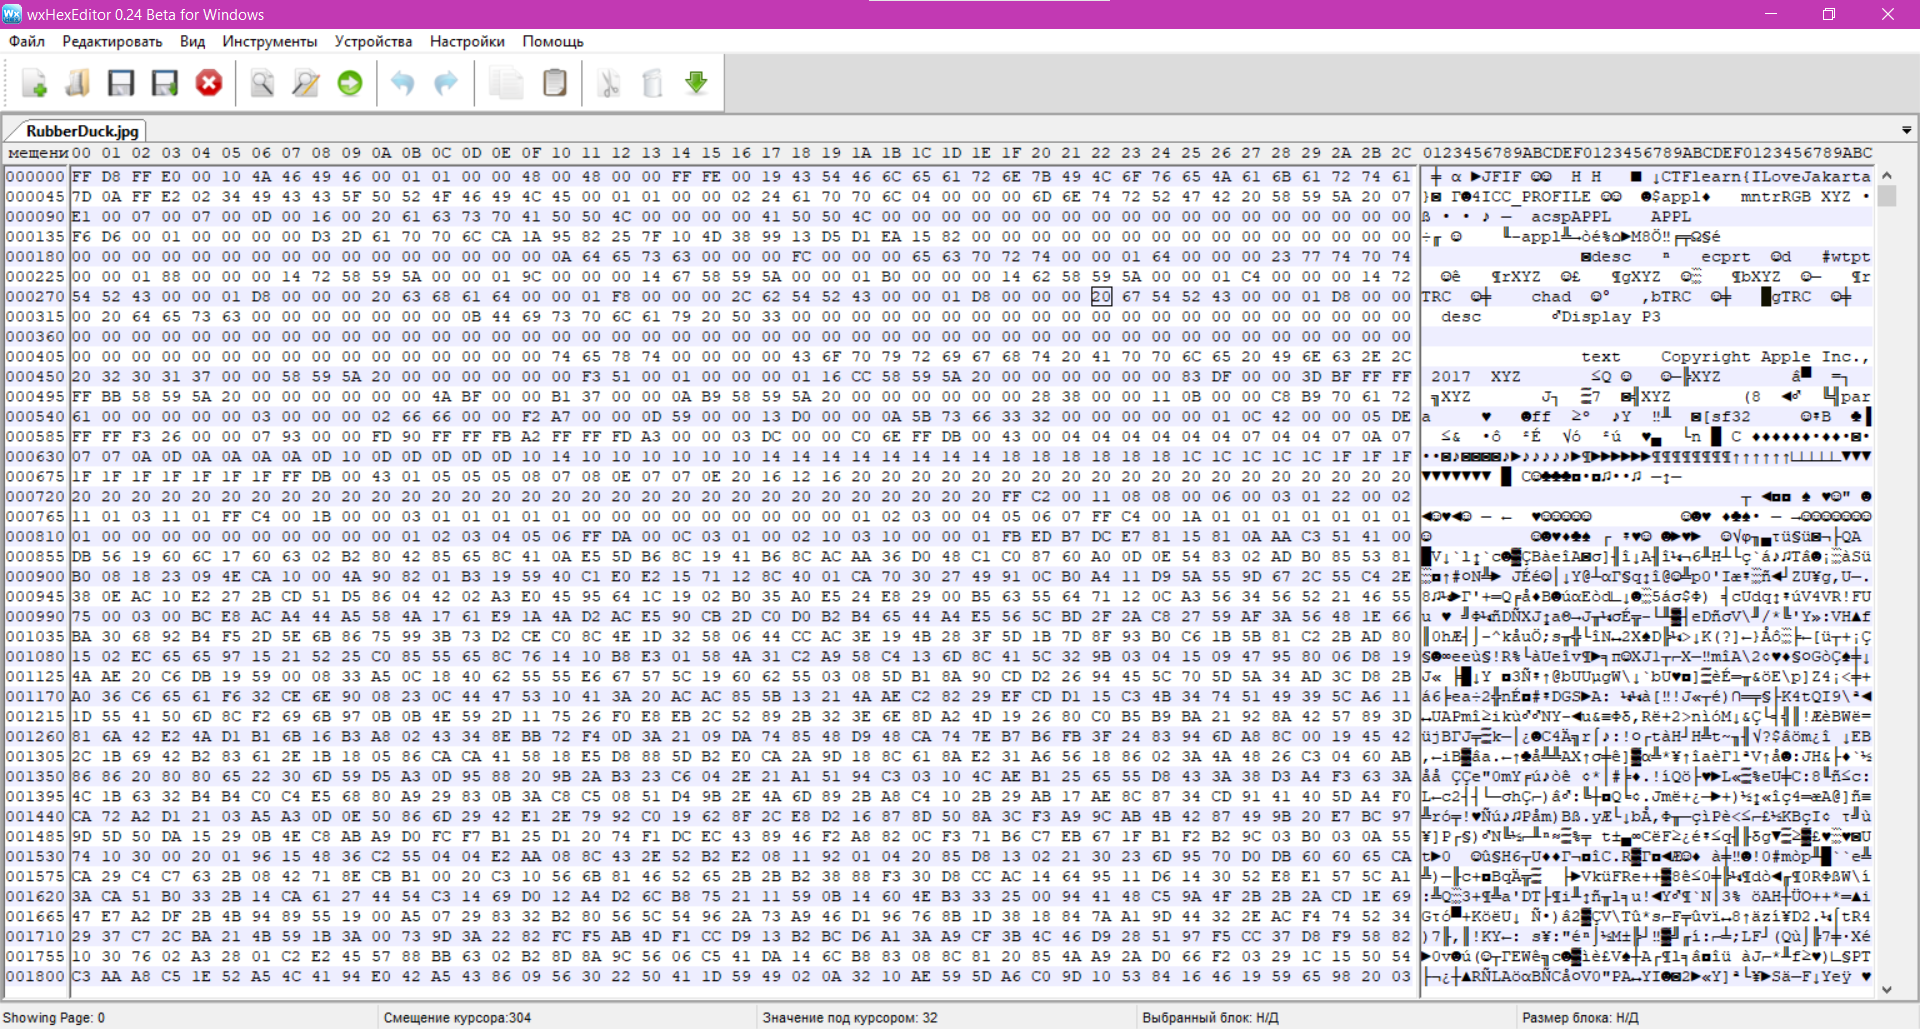 wxHexEditor 0.24 Beta for Windows
Файл Редактировать Вид Инструменты Устройства Настройки Помощь
RubberDuck.jpg
мещени 00 01 02 03 04 05 06 07 08 09 0A 0B 0C 0D 0E 0F 10 11 12 13 14 15 16 17 18 19 1A 1B 1C 1D 1E 1F 20 21 22 23 24 25 26 27 28 29 2A 2B 2C 0123456789ABCDEF0123456789ABCDEF0123456789ABC
000000 FF D8 FF E0 00 10 4A 46 49 46 00 01 01 00 00 48 00 48 00 00 FF FE 00 19 43 54 46 6C 65 61 72 6E 7B 49 4C 6F 76 65 4A 61 6B 61 72 74 61 ╪ α ►JFIF ☺☺ H H ■ ↓CTFlearn{ILoveJakarta
000045 7D 0A FF E2 02 34 49 43 43 5F 50 52 4F 46 49 4C 45 00 01 01 00 00 02 24 61 70 70 6C 04 00 00 00 6D 6E 74 72 52 47 42 20 58 59 5A 20 07 }◙ Γ☻4ICC_PROFILE ☺☺ ☻$appl♦ mntrRGB XYZ •
000090 E1 00 07 00 07 00 0D 00 16 00 20 61 63 73 70 41 50 50 4C 00 00 00 00 41 50 50 4C 00 00 00 00 00 00 00 00 00 00 00 00 00 00 00 00 00 00 ß • • ♪ ▬ acspAPPL APPL
000135 F6 D6 00 01 00 00 00 00 D3 2D 61 70 70 6C CA 1A 95 82 25 7F 10 4D 38 99 13 D5 D1 EA 15 82 00 00 00 00 00 00 00 00 00 00 00 00 00 00 00 ÷╓ ☺ ╙-appl╩→òé%⌂►M8Ö‼╒╤Ω§é
000180 00 00 00 00 00 00 00 00 00 00 00 00 00 00 00 00 0A 64 65 73 63 00 00 00 00 FC 00 00 00 65 63 70 72 74 00 00 01 64 00 00 00 23 77 74 70 74 ◙desc ⁿ ecprt ☺d #wtpt
000225 00 00 01 88 00 00 00 14 72 58 59 5A 00 00 01 9C 00 00 00 14 67 58 59 5A 00 00 01 B0 00 00 00 14 62 58 59 5A 00 00 01 C4 00 00 00 14 72 ☺ê ¶rXYZ ☺£ ¶gXYZ ☺░ ¶bXYZ ☺─ ¶r
000270 54 52 43 00 00 01 D8 00 00 00 20 63 68 61 64 00 00 01 F8 00 00 00 2C 62 54 52 43 00 00 01 D8 00 00 00 20 67 54 52 43 00 00 01 D8 00 00 TRC ☺╪ chad ☺° ,bTRC ☺╪ gTRC ☺╪
000315 00 20 64 65 73 63 00 00 00 00 00 00 00 0B 44 69 73 70 6C 61 79 20 50 33 00 00 00 00 00 00 00 00 00 00 00 00 00 00 00 00 00 00 00 00 00 desc ♂Display P3
000360 00 00 00 00 00 00 00 00 00 00 00 00 00 00 00 00 00 00 00 00 00 00 00 00 00 00 00 00 00 00 00 00 00 00 00 00 00 00 00 00 00 00 00 00 00
000405 00 00 00 00 00 00 00 00 00 00 00 00 00 00 00 00 74 65 78 74 00 00 00 00 43 6F 70 79 72 69 67 68 74 20 41 70 70 6C 65 20 49 6E 63 2E 2C text Copyright Apple Inc.,
000450 20 32 30 31 37 00 00 58 59 5A 20 00 00 00 00 00 00 F3 51 00 01 00 00 00 01 16 CC 58 59 5A 20 00 00 00 00 00 00 83 DF 00 00 3D BF FF FF 2017 XYZ ≤Q ☺ ☺▬╠XYZ â▀ =┐
000495 FF BB 58 59 5A 20 00 00 00 00 00 00 4A BF 00 00 B1 37 00 00 0A B9 58 59 5A 20 00 00 00 00 00 00 28 38 00 00 11 0B 00 00 C8 B9 70 61 72
000540 61 00 00 00 00 00 03 00 00 00 02 66 66 00 00 F2 A7 00 00 0D 59 00 00 13 D0 00 00 0A 5B 73 66 33 32 00 00 00 00 00 01 0C 42 00 00 05 DE
000585 FF FF F3 26 00 00 07 93 00 00 FD 90 FF FF FB A2 FF FF FD A3 00 00 03 DC 00 00 C0 6E FF DB 00 43 00 04 04 04 04 04 04 07 04 04 07 0A 07
000630 07 07 0A 0D 0A 0A 0A 0A 0D 10 0D 0D 0D 0D 0D 10 14 10 10 10 10 10 10 14 14 14 14 14 14 14 14 18 18 18 18 18 18 1C 1C 1C 1C 1C 1F 1F 1F
000675 1F 1F 1F 1F 1F 1F 1F FF DB 00 43 01 05 05 05 08 07 08 0E 07 07 0E 20 16 12 16 20 20 20 20 20 20 20 20 20 20 20 20 20 20 20 20 20 20 20
000720 20 20 20 20 20 20 20 20 20 20 20 20 20 20 20 20 20 20 20 20 20 20 20 20 20 20 20 20 20 20 20 FF C2 00 11 08 08 00 06 00 03 01 22 00 02
000765 11 01 03 11 01 FF C4 00 1B 00 00 03 01 01 01 01 01 00 00 00 00 00 00 00 00 00 00 01 02 03 00 04 05 06 07 FF C4 00 1A 01 01 01 01 01 01 01
000810 01 00 00 00 00 00 00 00 00 00 00 00 01 02 03 04 05 06 FF DA 00 0C 03 01 00 02 10 03 10 00 00 01 FB ED B7 DC E7 81 15 81 0A AA C3 51 41 00
000855 DB 56 19 60 6C 17 60 63 02 B2 80 42 85 65 8C 41 0A E5 5D B6 8C 19 41 B6 8C AC AA 36 D0 48 C1 C0 87 60 A0 0D 0E 54 83 02 AD B0 85 53 81
000900 B0 08 18 23 09 4E CA 10 00 4A 90 82 01 B3 19 59 40 C1 E0 E2 15 71 12 8C 40 01 CA 70 30 27 49 91 0C B0 A4 11 D9 5A 55 9D 67 2C 55 C4 2E
000945 38 0E AC 10 E2 27 2B CD 51 D5 86 04 42 02 A3 E0 45 95 64 1C 19 02 B0 35 A0 E5 24 E8 29 00 B5 63 55 64 71 12 0C A3 56 34 56 52 21 46 55
000990 75 00 03 00 BC E8 AC A4 44 A5 58 4A 17 61 E9 1A 4A D2 AC E5 90 CB 2D C0 D0 B2 B4 65 44 A4 E5 56 5C BD 2F 2A C8 27 59 AF 3A 56 48 1E 66
001035 BA 30 68 92 B4 F5 2D 5E 6B 86 75 99 3B 73 D2 CE C0 8C 4E 1D 32 58 06 44 CC AC 3E 19 4B 28 3F 5D 1B 7D 8F 93 B0 C6 1B 5B 81 C2 2B AD 80
001080 15 02 EC 65 65 97 15 21 52 25 C0 85 55 65 8C 76 14 10 B8 E3 01 58 4A 31 C2 A9 58 C4 13 6D 8C 41 5C 32 9B 03 04 15 09 47 95 80 06 D8 19
001125 4A AE 20 C6 DB 19 59 00 08 33 A5 0C 18 40 62 55 55 E6 67 57 5C 19 60 62 55 03 08 5D B1 8A 90 CD D2 26 94 45 5C 70 5D 5A 34 AD 3C D8 2B
001170 A0 36 C6 65 61 F6 32 CE 6E 90 08 23 0C 44 47 53 10 41 3A 20 AC AC 85 5B 13 21 4A AE C2 82 29 EF CD D1 15 C3 4B 34 74 51 49 39 5C A6 11
001215 1D 55 41 50 6D 8C F2 69 6B 97 0B 0B 4E 59 2D 11 75 26 F0 E8 EB 2C 52 89 2B 32 3E 6E 8D A2 4D 19 26 80 C0 B5 B9 BA 21 92 8A 42 57 89 3D
001260 81 6A 42 E2 4A D1 B1 6B 16 B3 A8 02 43 34 8E BB 72 F4 0D 3A 21 09 DA 74 85 48 D9 48 CA 74 7E B7 B6 FB 3F 24 83 94 6D A8 8C 00 19 45 42
001305 2C 1B 69 42 B2 83 61 2E 1B 18 05 86 CA CA 41 58 18 E5 D8 88 5D B2 E0 CA 2A 9D 18 8C 61 8A E2 31 A6 56 18 86 02 3A 4A 48 26 C3 04 60 AB
001350 86 86 20 80 80 65 22 30 6D 59 D5 A3 0D 95 88 20 9B 2A B3 23 C6 04 2E 21 A1 51 94 C3 03 10 4C AE B1 25 65 55 D8 43 3A 38 D3 A4 F3 63 3A
001395 4C 1B 63 32 B4 B4 C0 C4 E5 68 80 A9 29 83 0B 3A C8 C5 08 51 D4 9B 2E 4A 6D 89 2B A8 C4 10 2B 29 AB 17 AE 8C 87 34 CD 91 41 40 5D A4 F0
001440 CA 72 A2 D1 21 03 A5 A3 0D 0E 50 86 6D 29 42 E1 2E 79 92 C0 19 62 8F 2C E8 D2 16 87 8D 50 8A 3C F3 A9 9C AB 4B 42 87 49 9B 20 E7 BC 97
001485 9D 5D 50 DA 15 29 0B 4E C8 AB A9 D0 FC F7 B1 25 D1 20 74 F1 DC EC 43 89 46 F2 A8 82 0C F3 71 B6 C7 EB 67 1F B1 F2 B2 9C 03 B0 03 0A 55
001530 74 10 30 00 20 01 96 15 48 36 C2 55 04 04 E2 AA 08 8C 43 2E 52 B2 E2 08 11 92 01 04 20 85 D8 13 02 21 30 23 6D 95 70 D0 DB 60 60 65 CA
001575 CA 29 C4 C7 63 2B 08 42 71 8E CB B1 00 20 C3 10 56 6B 81 46 52 65 2B 2B B2 38 88 F3 30 D8 CC AC 14 64 95 11 D6 14 30 52 E8 E1 57 5C A1
001620 3A CA 51 B0 33 2B 14 CA 61 27 44 54 C3 14 69 D0 12 A4 D2 6C B8 75 21 11 59 0B 14 60 4E B3 33 25 00 94 41 48 C5 9A 4F 2B 2B 2A CD 1E 69
001665 47 E7 A2 DF 2B 4B 94 89 55 19 00 A5 07 29 83 32 B2 80 56 5C 54 96 2A 73 A9 46 D1 96 76 8B 1D 38 18 84 7A A1 9D 44 32 2E AC F4 74 52 34
001710 29 37 C7 2C BA 21 4B 59 1B 3A 00 73 9D 3A 22 82 FC F5 AB 4D F1 CC D9 13 B2 BC D6 A1 3A A9 CF 3B 4C 46 D9 28 51 97 F5 CC 37 D8 F9 58 82
001755 10 30 76 02 A3 28 01 C2 E2 45 57 88 BB 63 02 B2 8D 8A 9C 56 06 C5 41 DA 14 6C B8 83 08 8C 81 20 85 4A A9 2A D0 66 F2 03 29 1C 15 50 54
001800 C3 AA A8 C5 1E 52 A5 4C 41 94 E0 42 A5 43 86 09 56 30 22 50 41 1D 59 49 02 0A 32 10 AE 59 5D A6 C0 9D 10 53 84 16 46 19 59 65 98 20 03
Showing Page: 0 Смещение курсора:304 Значение под курсором: 32 Выбранный блок: Н/Д Размер блока: Н/Д